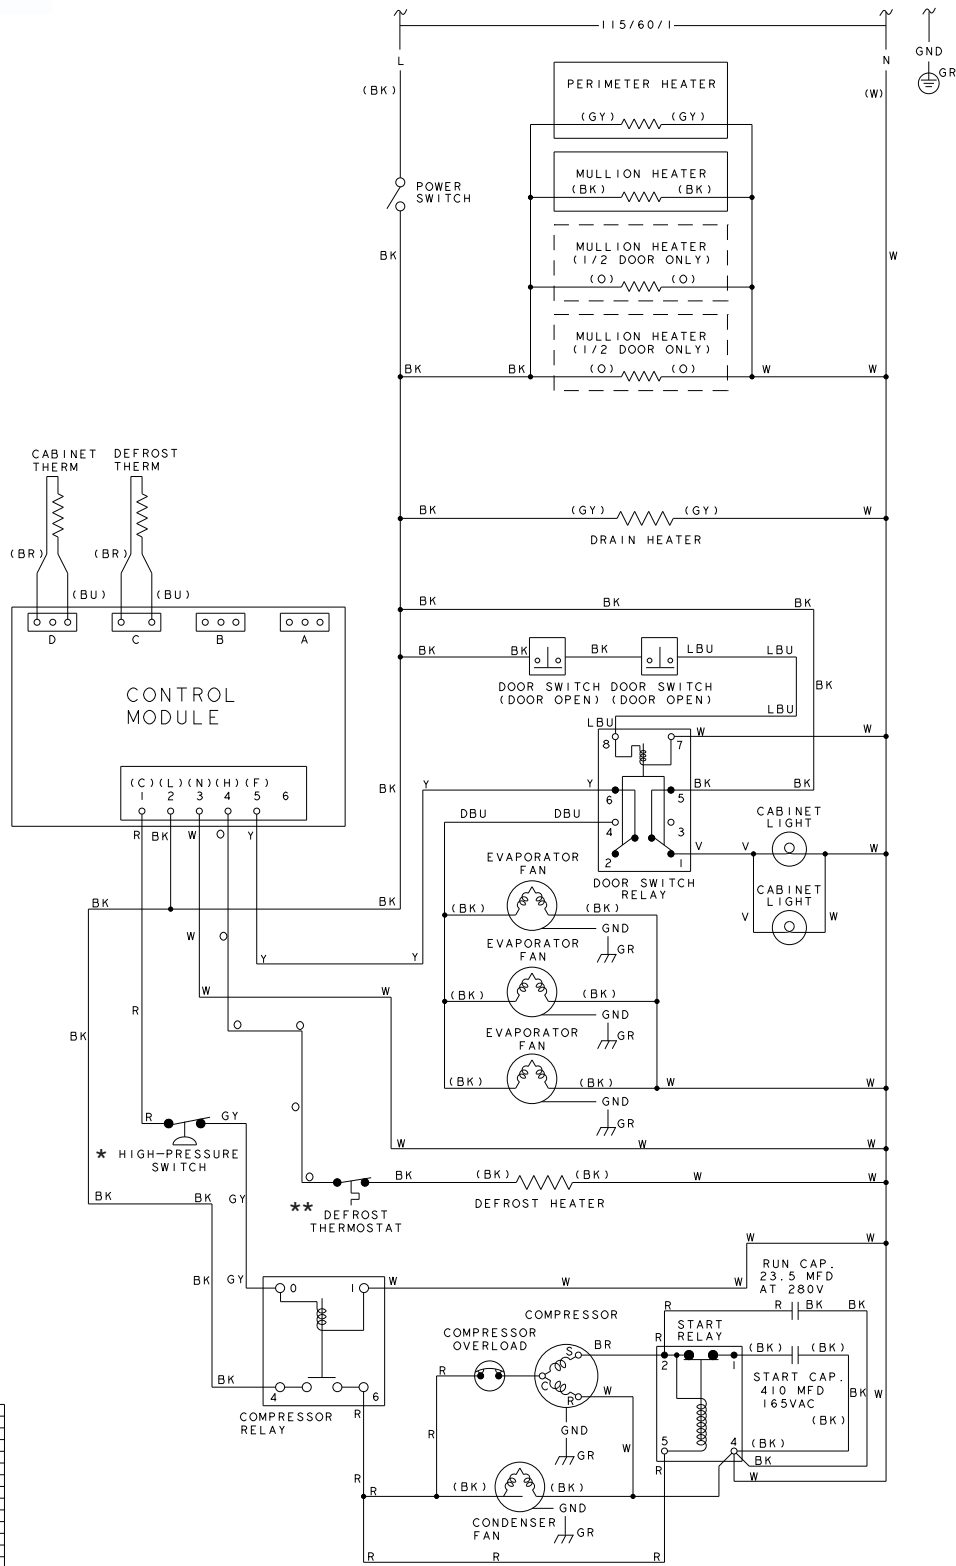 115/60/1
L
N
GND
GR
(BK)
(W)
PERIMETER HEATER
(GY) (GY)
MULLION HEATER
(BK) (BK)
POWER
SWITCH
BK
W
MULLION HEATER
(1/2 DOOR ONLY)
(O) (O)
MULLION HEATER
(1/2 DOOR ONLY)
BK BK (O) (O) W W
CABINET
THERM
DEFROST
THERM
BK (GY) (GY) W
DRAIN HEATER
(BR) (BR)
(BU) (BU)
BK BK BK
D C B A
BK BK BK LBU LBU
DOOR SWITCH
(DOOR OPEN)
DOOR SWITCH
(DOOR OPEN)
BK
CONTROL
MODULE
LBU
LBU
8 7 W W
(C) (L) (N) (H) (F)
1 2 3 4 5 6
BK
Y Y
6 5 BK BK
DBU DBU
4 3
CABINET
LIGHT
R BK W O Y
2 1 V V W
EVAPORATOR
FAN
DOOR SWITCH
RELAY
CABINET
LIGHT
V W
BK BK
(BK) (BK)
GND
GR
W O
EVAPORATOR
FAN
Y Y
(BK) (BK)
GND
GR
W W
R
O O
BK
EVAPORATOR
FAN
(BK) (BK) W W
GND
GR
O
R GY
* HIGH-PRESSURE
SWITCH
W W W
O BK (BK) (BK) W W
** DEFROST
THERMOSTAT
DEFROST HEATER
BK BK GY
W W
BK GY
0 1 W W W
RUN CAP.
23.5 MFD
AT 280V
COMPRESSOR
R R BK BK
COMPRESSOR
OVERLOAD
START
RELAY
R
S BR
2 1 (BK) (BK)
R
C
R W
START CAP.
410 MFD
165VAC
BK W
(BK)
BK
4 6
COMPRESSOR
RELAY
R
R
GND
GR
W
5 4 (BK)
BK
R
W
R
R (BK) (BK)
GND
CONDENSER
FAN
GR
R R R